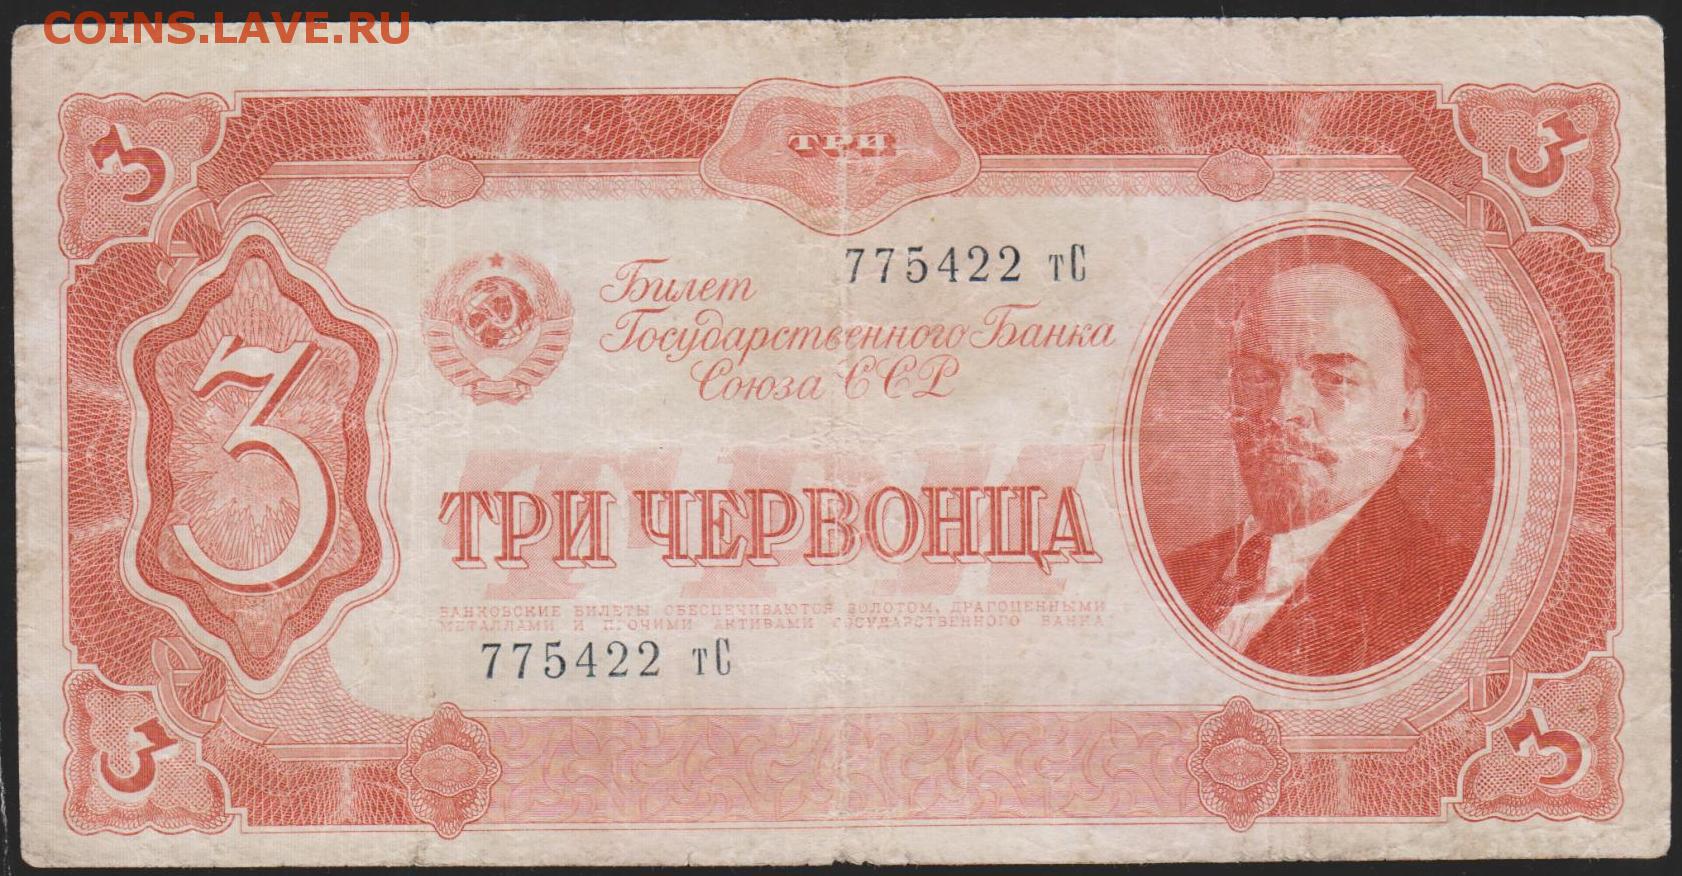 COINS.LAVE.RU
3 ТРИ 3
775422 тС
Билет
Государственного Банка
Союза ССР
3
ТРИ
ТРИ ЧЕРВОНЦА
БАНКОВСКИЕ БИЛЕТЫ ОБЕСПЕЧИВАЮТСЯ ЗОЛОТОМ, ДРАГОЦЕННЫМИ
МЕТАЛЛАМИ И ПРОЧИМИ АКТИВАМИ ГОСУДАРСТВЕННОГО БАНКА
775422 тС
3 3